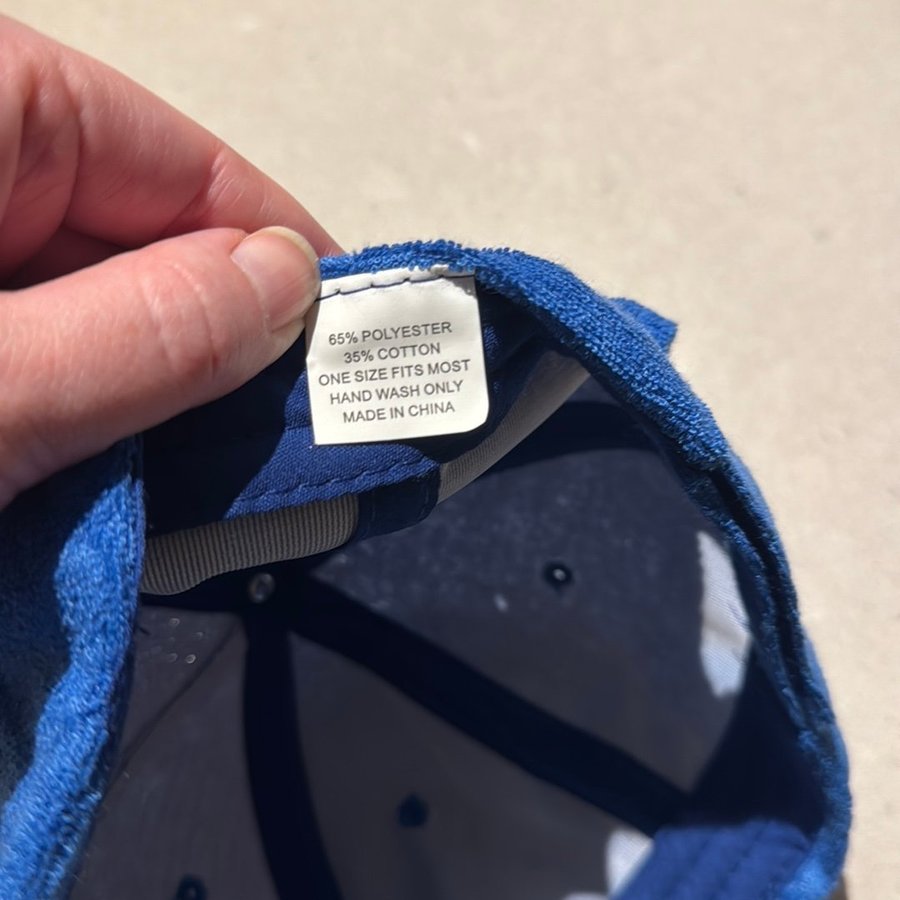 65% POLYESTER
35% COTTON
ONE SIZE FITS MOST
HAND WASH ONLY
MADE IN CHINA